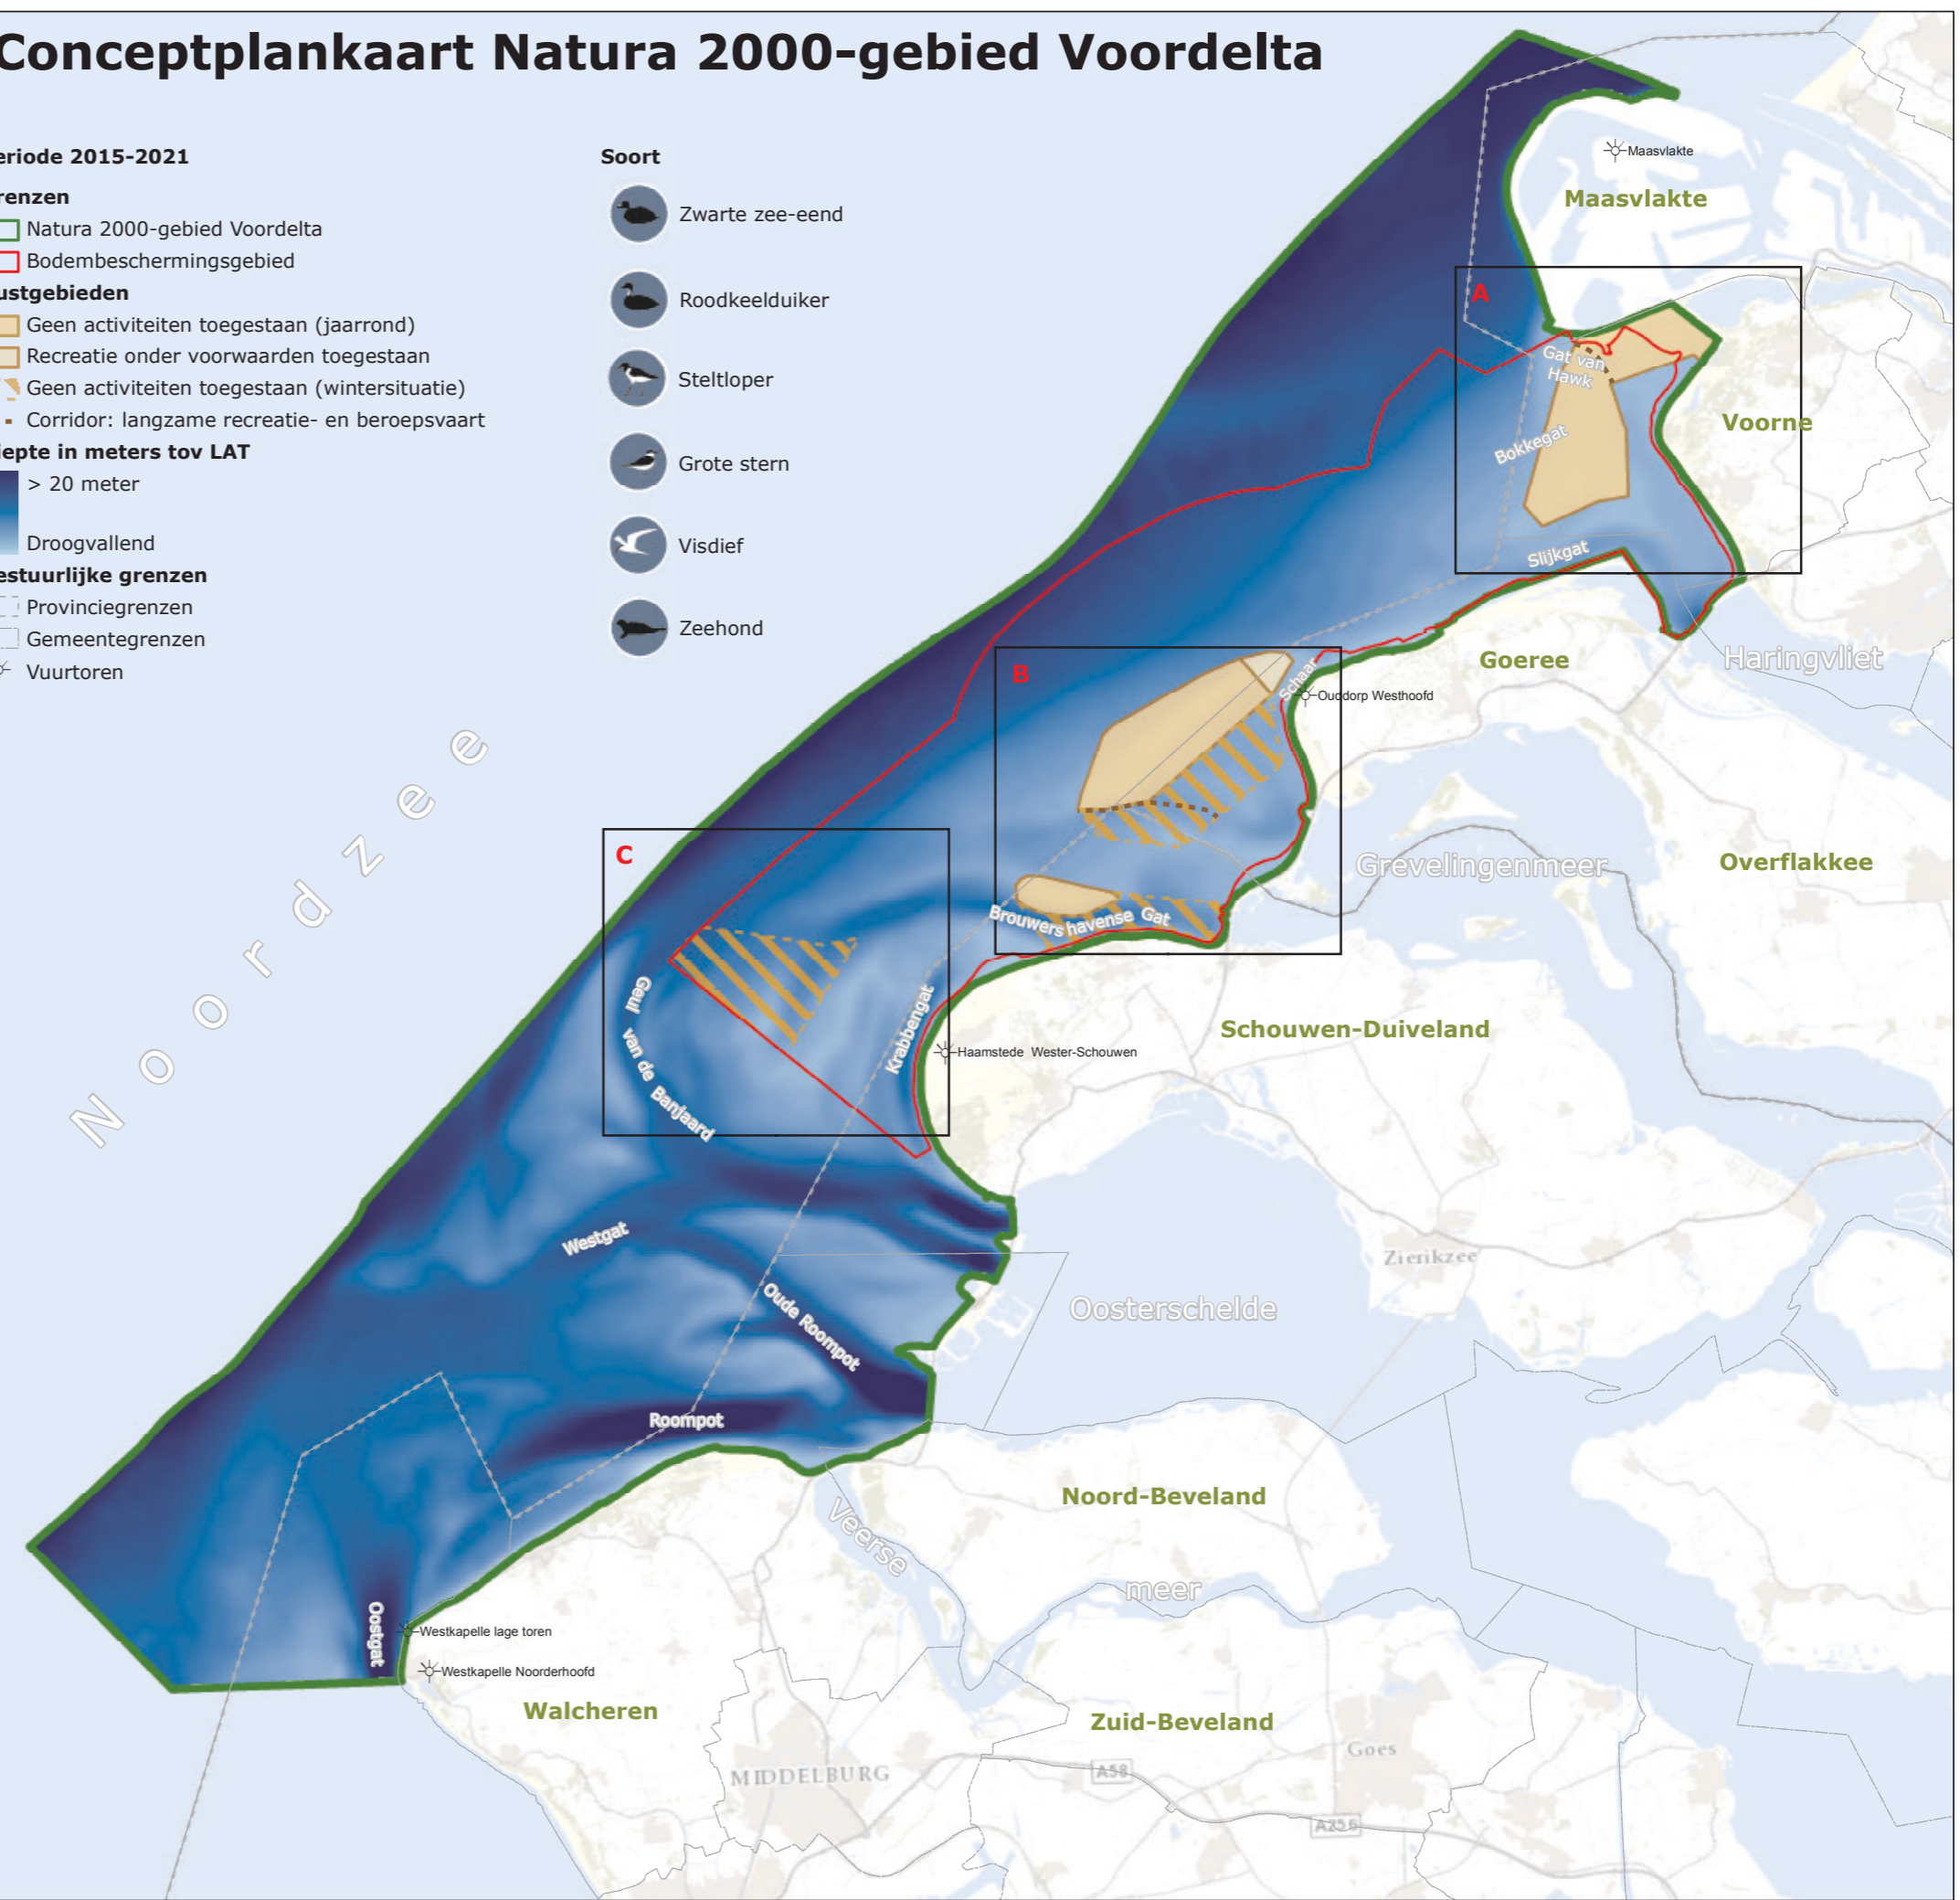 Conceptplankaart Natura 2000-gebied Voordelta
eriode 2015-2021
renzen
Natura 2000-gebied Voordelta
Bodembeschermingsgebied
ustgebieden
Geen activiteiten toegestaan (jaarrond)
Recreatie onder voorwaarden toegestaan
Geen activiteiten toegestaan (wintersituatie)
Corridor: langzame recreatie- en beroepsvaart
iepte in meters tov LAT
> 20 meter
Droogvallend
estuurlijke grenzen
Provinciegrenzen
Gemeentegrenzen
Vuurtoren
Soort
Zwarte zee-eend
Roodkeelduiker
Steltloper
Grote stern
Visdief
Zeehond
Maasvlakte
Maasvlakte
A
Gat van
Hawk
Voorne
Bokkegat
Slijkgat
Goeree
Haringvliet
B
Schaar
Ouddorp Westhoofd
Noordzee
C
Grevelingenmeer
Overflakkee
Brouwers havense Gat
Geul van de Banjaard
Krabbengat
Schouwen-Duiveland
Haamstede Wester-Schouwen
Westgat
Zierikzee
Oude Roompot
Oosterschelde
Roompot
Noord-Beveland
Veerse
meer
Oostgat
Westkapelle lage toren
Westkapelle Noorderhoofd
Walcheren
Zuid-Beveland
Goes
MIDDELBURG
A58
A256